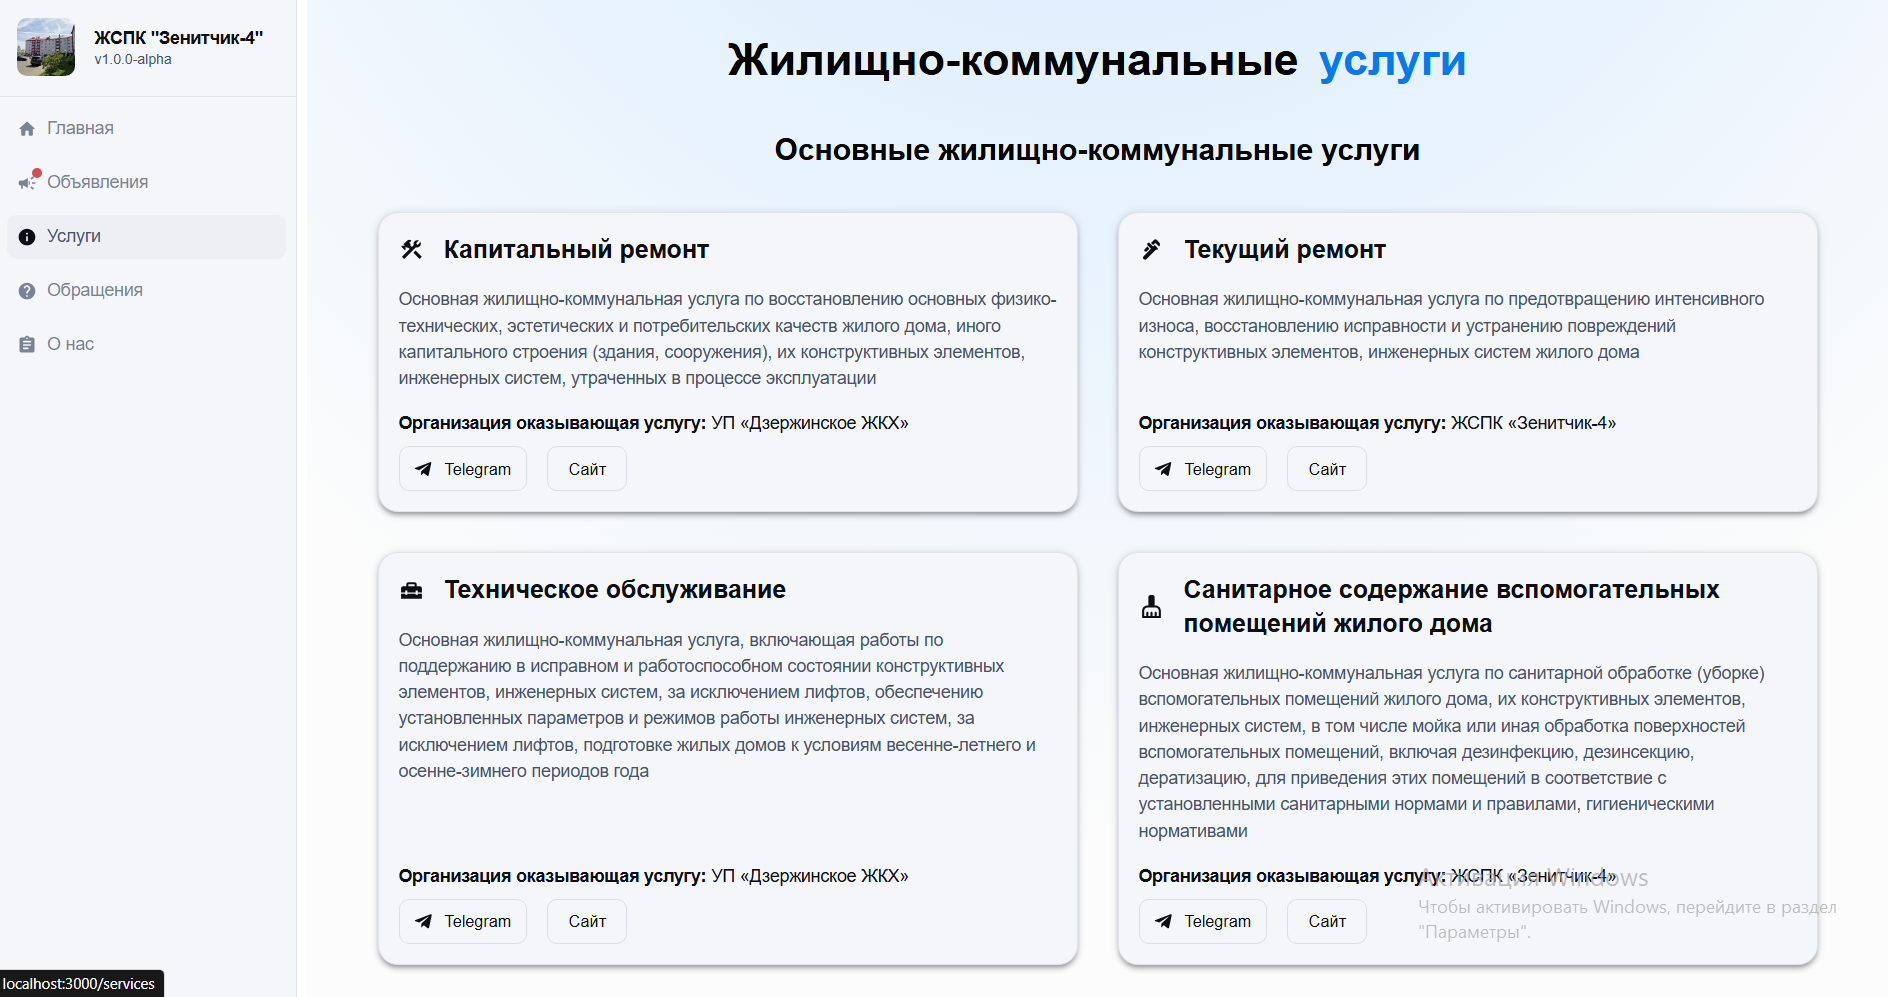 ЖСПК "Зенитчик-4"
v1.0.0-alpha
Главная
Объявления
Услуги
Обращения
О нас
Жилищно-коммунальные услуги
Основные жилищно-коммунальные услуги
Капитальный ремонт
Основная жилищно-коммунальная услуга по восстановлению основных физико-
технических, эстетических и потребительских качеств жилого дома, иного
капитального строения (здания, сооружения), их конструктивных элементов,
инженерных систем, утраченных в процессе эксплуатации
Организация оказывающая услугу: УП «Дзержинское ЖКХ»
Telegram
Сайт
Текущий ремонт
Основная жилищно-коммунальная услуга по предотвращению интенсивного
износа, восстановлению исправности и устранению повреждений
конструктивных элементов, инженерных систем жилого дома
Организация оказывающая услугу: ЖСПК «Зенитчик-4»
Telegram
Сайт
Техническое обслуживание
Основная жилищно-коммунальная услуга, включающая работы по
поддержанию в исправном и работоспособном состоянии конструктивных
элементов, инженерных систем, за исключением лифтов, обеспечению
установленных параметров и режимов работы инженерных систем, за
исключением лифтов, подготовке жилых домов к условиям весенне-летнего и
осенне-зимнего периодов года
Организация оказывающая услугу: УП «Дзержинское ЖКХ»
Telegram
Сайт
Санитарное содержание вспомогательных
помещений жилого дома
Основная жилищно-коммунальная услуга по санитарной обработке (уборке)
вспомогательных помещений жилого дома, их конструктивных элементов,
инженерных систем, в том числе мойка или иная обработка поверхностей
вспомогательных помещений, включая дезинфекцию, дезинсекцию,
дератизацию, для приведения этих помещений в соответствие с
установленными санитарными нормами и правилами, гигиеническими
нормативами
Организация оказывающая услугу: ЖСПК «Зенитчик-4»
Telegram
Сайт
Активация Windows
Чтобы активировать Windows, перейдите в раздел
"Параметры".
localhost:3000/services